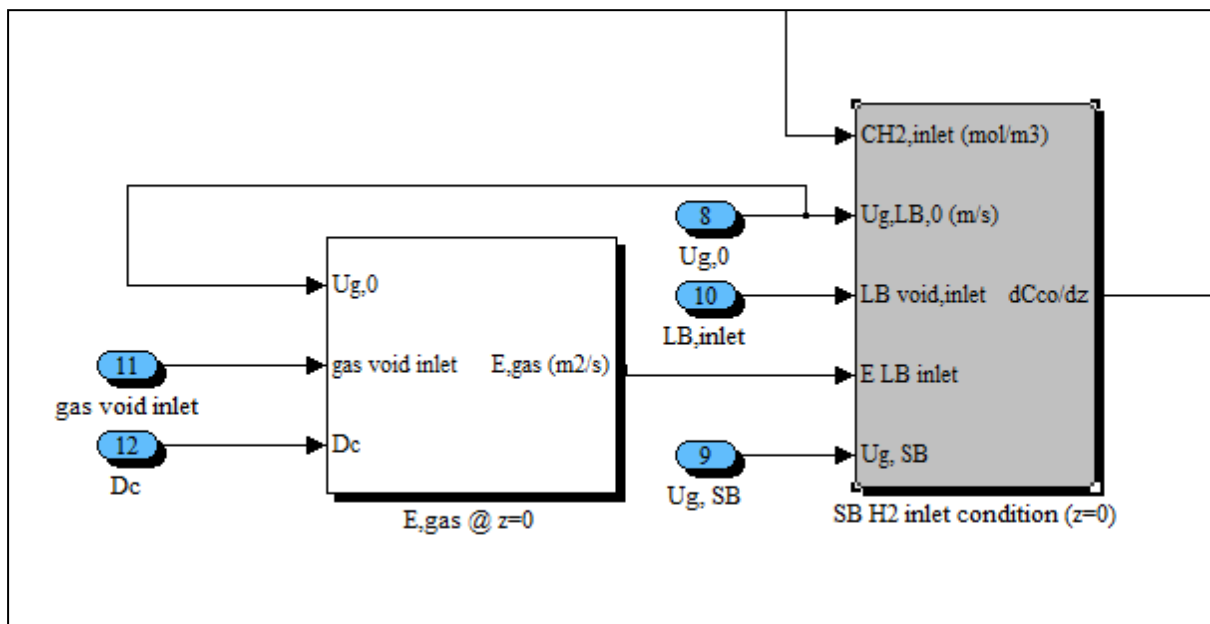 CH2,inlet (mol/m3)
8
Ug,LB,0 (m/s)
Ug,0
Ug,0
10
LB void,inlet
dCco/dz
LB,inlet
11
gas void inlet
E,gas (m2/s)
E LB inlet
gas void inlet
12
Dc
9
Ug, SB
Dc
Ug, SB
E,gas @ z=0
SB H2 inlet condition (z=0)